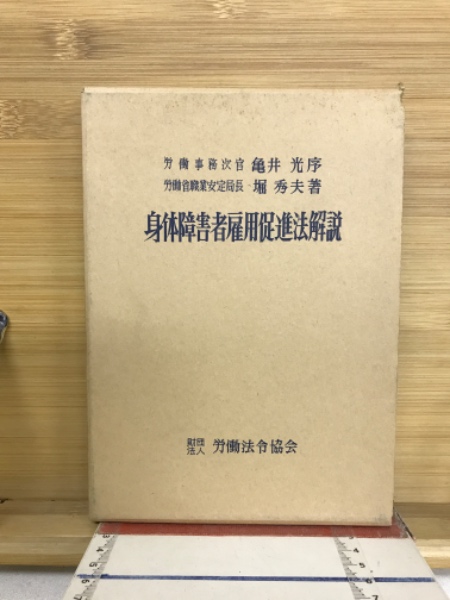 労働事務次官 亀井 光序
労働省職業安定局長 堀 秀夫著
身体障害者雇用促進法解説
財団法人 労働法令協会